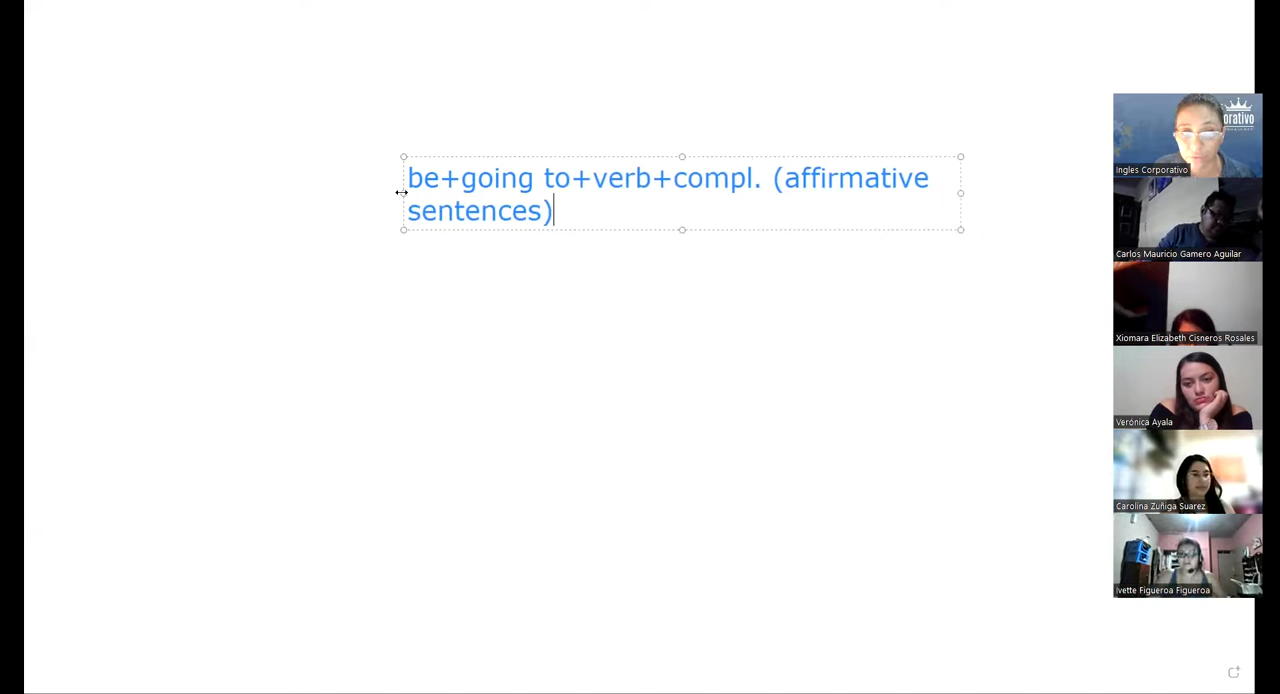 be+going to+verb+compl. (affirmative
sentences)
orativo
Ingles Corporativo
Carlos Mauricio Gamero Aguilar
Xiomara Elizabeth Cisneros Rosales
Verónica Ayala
Carolina Zuñiga Suarez
Ivette Figueroa Figueroa